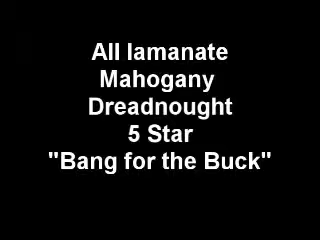 All lamanate
Mahogany
Dreadnought
5 Star
"Bang for the Buck"